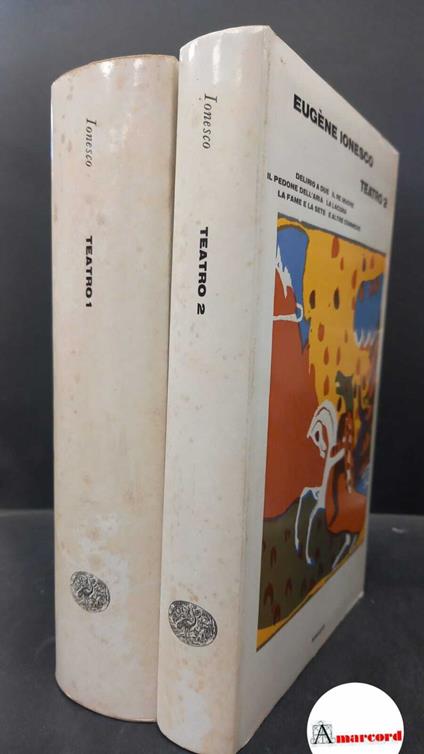 Ionesco
TEATRO 1
Ionesco
TEATRO 2
EUGÈNE IONESCO
TEATRO 2
DELIRIO A DUE IL RE MUORE
IL PEDONE DELL'ARIA LA LACUNA
LA FAME E LA SETE E ALTRE COMMEDIE
EINAUDI
Amarcord